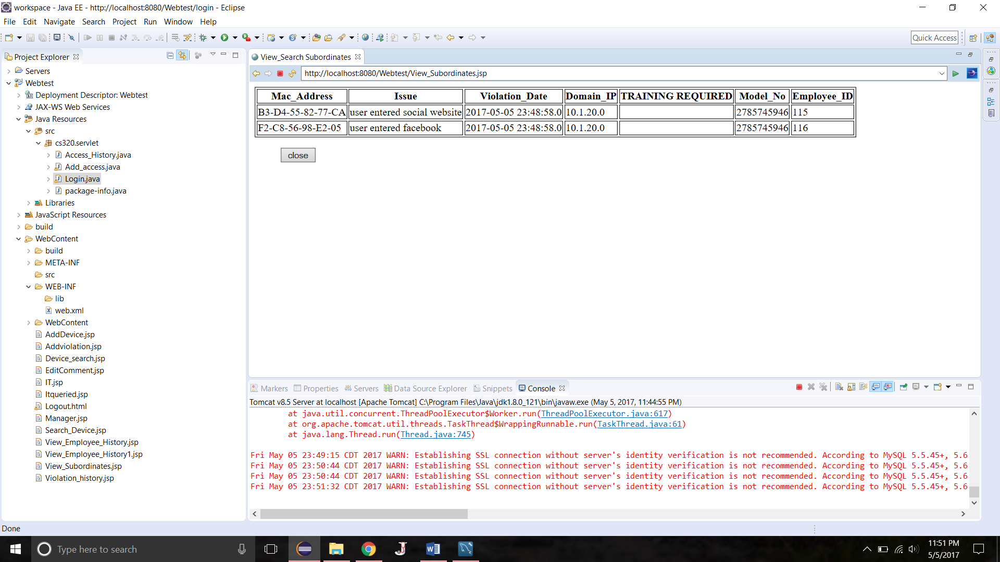 workspace - Java EE - http://localhost:8080/Webtest/login - Eclipse
File Edit Navigate Search Project Run Window Help
Quick Access
Project Explorer
Servers
Webtest
Deployment Descriptor: Webtest
JAX-WS Web Services
Java Resources
src
cs320.servlet
Access_History.java
Add_access.java
Login.java
package-info.java
Libraries
JavaScript Resources
build
WebContent
build
META-INF
src
WEB-INF
lib
web.xml
WebContent
AddDevice.jsp
Addviolation.jsp
Device_search.jsp
EditComment.jsp
IT.jsp
Itqueried.jsp
Logout.html
Manager.jsp
Search_Device.jsp
View_Employee_History.jsp
View_Employee_History1.jsp
View_Subordinates.jsp
Violation_history.jsp
View_Search Subordinates
http://localhost:8080/Webtest/View_Subordinates.jsp
Mac_Address Issue Violation_Date Domain_IP TRAINING REQUIRED Model_No Employee_ID
B3-D4-55-82-77-CA user entered social website 2017-05-05 23:48:58.0 10.1.20.0 2785745946 115
F2-C8-56-98-E2-05 user entered facebook 2017-05-05 23:48:58.0 10.1.20.0 2785745946 116
close
Markers Properties Servers Data Source Explorer Snippets Console
Tomcat v8.5 Server at localhost [Apache Tomcat] C:\Program Files\Java\jdk1.8.0_121\bin\javaw.exe (May 5, 2017, 11:44:55 PM)
at java.util.concurrent.ThreadPoolExecutor$Worker.run(ThreadPoolExecutor.java:617)
at org.apache.tomcat.util.threads.TaskThread$WrappingRunnable.run(TaskThread.java:61)
at java.lang.Thread.run(Thread.java:745)
Fri May 05 23:49:15 CDT 2017 WARN: Establishing SSL connection without server's identity verification is not recommended. According to MySQL 5.5.45+, 5.6
Fri May 05 23:50:44 CDT 2017 WARN: Establishing SSL connection without server's identity verification is not recommended. According to MySQL 5.5.45+, 5.6
Fri May 05 23:50:44 CDT 2017 WARN: Establishing SSL connection without server's identity verification is not recommended. According to MySQL 5.5.45+, 5.6
Fri May 05 23:51:32 CDT 2017 WARN: Establishing SSL connection without server's identity verification is not recommended. According to MySQL 5.5.45+, 5.6
Done
Type here to search
11:51 PM
5/5/2017